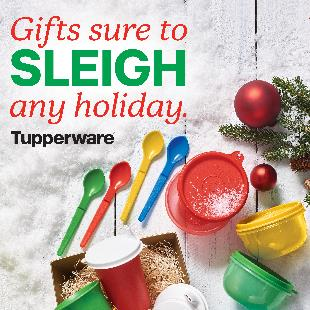 Gifts sure to
SLEIGH
any holiday.
Tupperware